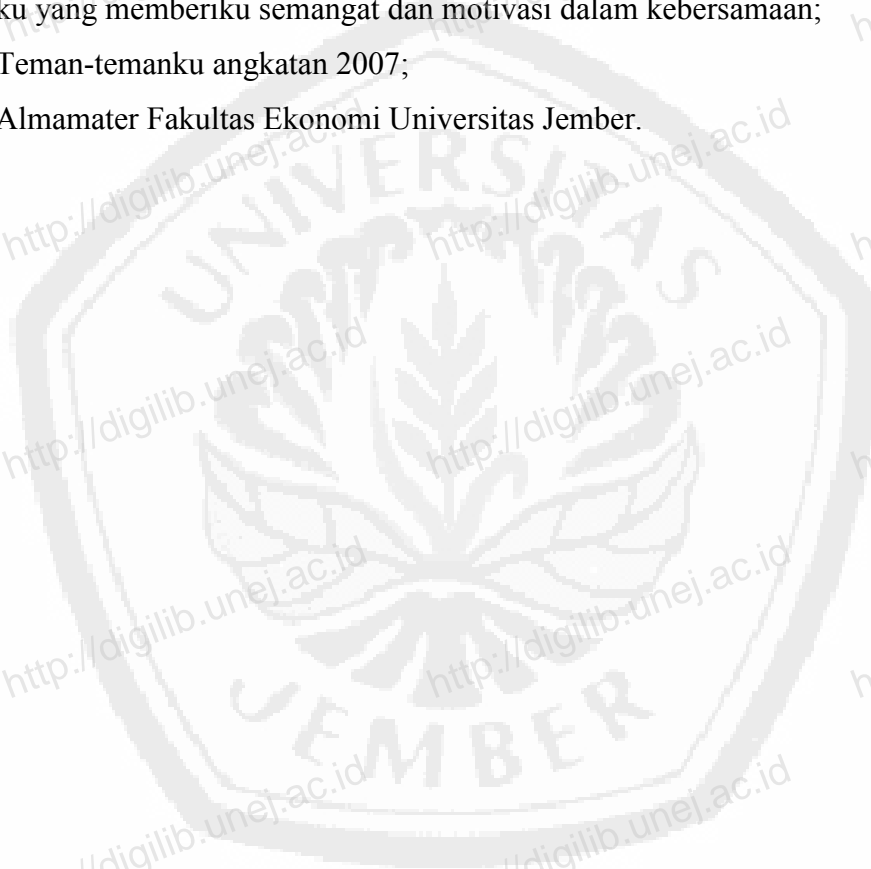 ku yang memberiku semangat dan motivasi dalam kebersamaan;
Teman-temanku angkatan 2007;
Almamater Fakultas Ekonomi Universitas Jember.
UNIVERSITAS
JEMBER
http://digilib.unej.ac.id
http://digilib.unej.ac.id
http://digilib.unej.ac.id
http://digilib.unej.ac.id
http://digilib.unej.ac.id
http://digilib.unej.ac.id
//digilib.unej.ac.id
//digilib.unej.ac.id